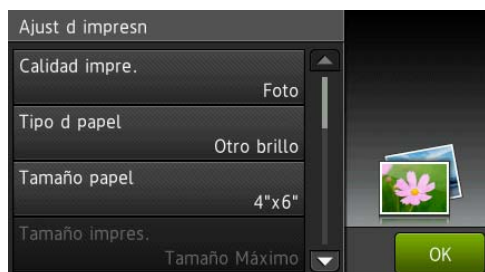 Ajust d impresn
Calidad impre.
Foto
Tipo d papel
Otro brillo
Tamaño papel
4"x6"
Tamaño impres.
Tamaño Máximo
OK